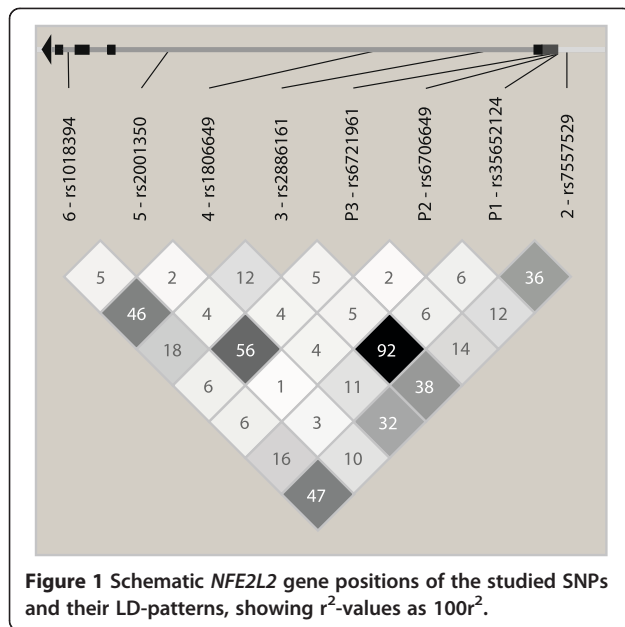 6 - rs1018394
5 - rs2001350
4 - rs1806649
3 - rs2886161
P3 - rs6721961
P2 - rs6706649
P1 - rs35652124
2 - rs7557529
5 2 12 5 2 6 36
46 4 4 5 6 12
18 56 4 92 14
6 1 11 38
6 3 32
16 10
47
Figure 1 Schematic NFE2L2 gene positions of the studied SNPs
and their LD-patterns, showing r²-values as 100r².